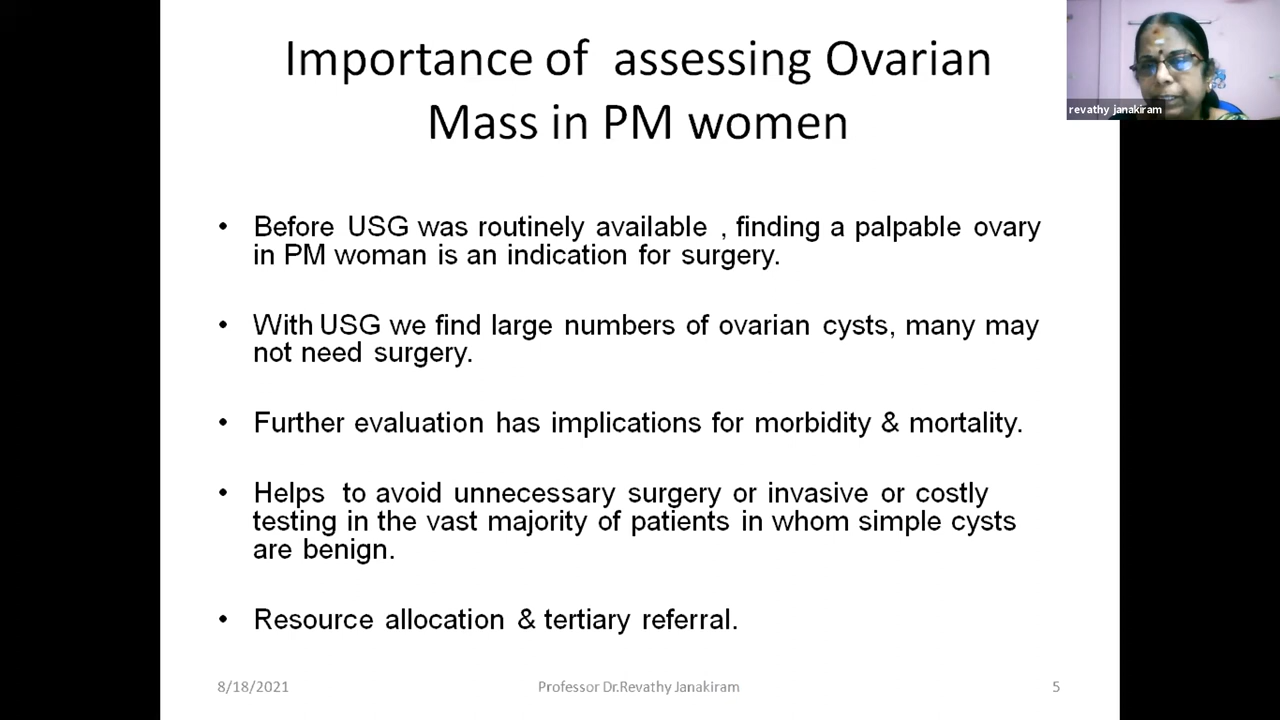 Importance of assessing Ovarian
Mass in PM women
revathy janakiram
• Before USG was routinely available , finding a palpable ovary
in PM woman is an indication for surgery.
• With USG we find large numbers of ovarian cysts, many may
not need surgery.
• Further evaluation has implications for morbidity & mortality.
• Helps to avoid unnecessary surgery or invasive or costly
testing in the vast majority of patients in whom simple cysts
are benign.
• Resource allocation & tertiary referral.
8/18/2021
Professor Dr.Revathy Janakiram
5